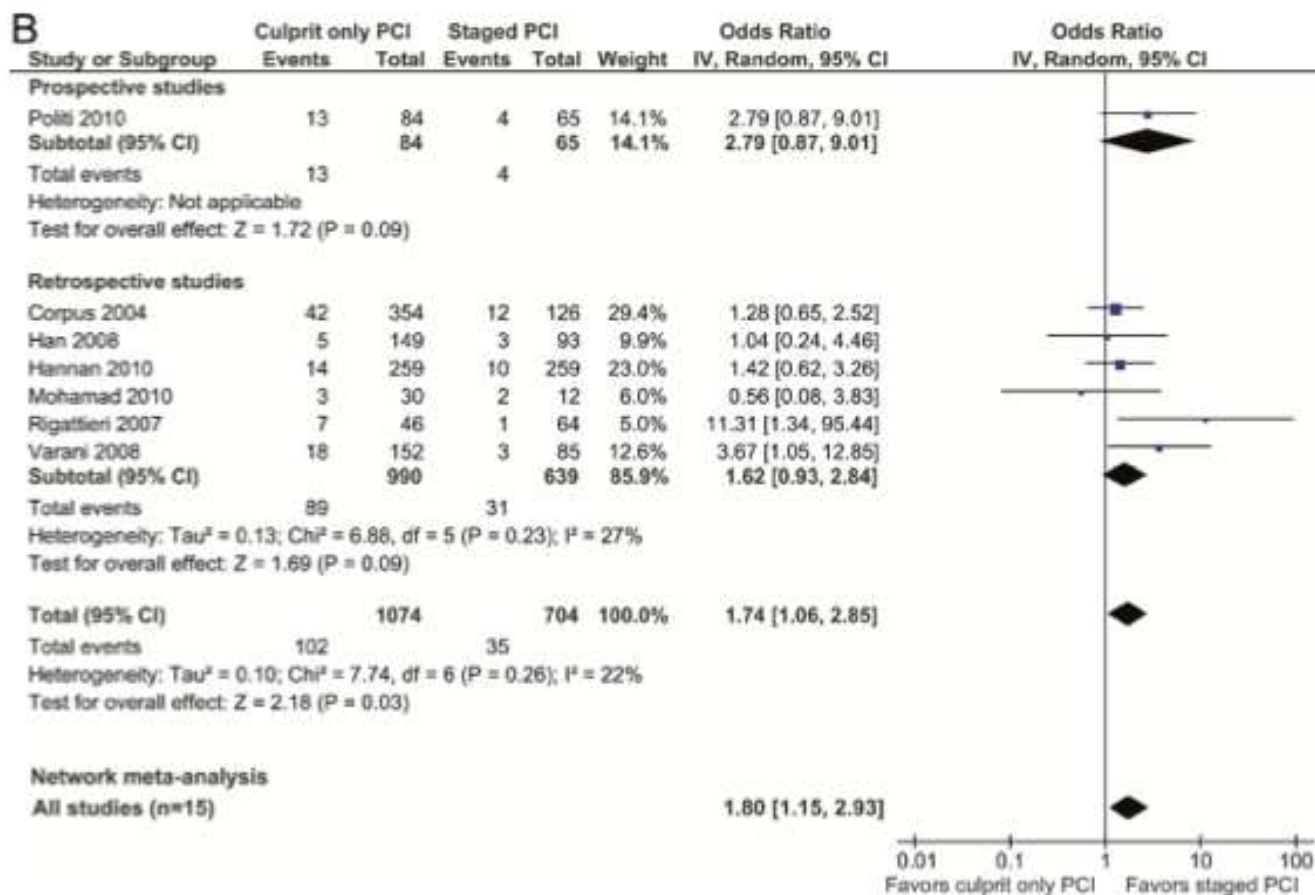 B
Culprit only PCI Staged PCI Odds Ratio Odds Ratio
Study or Subgroup Events Total Events Total Weight IV, Random, 95% CI IV, Random, 95% CI
Prospective studies
Politi 2010 13 84 4 65 14.1% 2.79 [0.87, 9.01]
Subtotal (95% CI) 84 65 14.1% 2.79 [0.87, 9.01]
Total events 13 4
Heterogeneity: Not applicable
Test for overall effect: Z = 1.72 (P = 0.09)
Retrospective studies
Corpus 2004 42 354 12 126 29.4% 1.28 [0.65, 2.52]
Han 2008 5 149 3 93 9.9% 1.04 [0.24, 4.46]
Hannan 2010 14 259 10 259 23.0% 1.42 [0.62, 3.26]
Mohamad 2010 3 30 2 12 6.0% 0.56 [0.08, 3.83]
Rigattieri 2007 7 46 1 64 5.0% 11.31 [1.34, 95.44]
Varani 2008 18 152 3 85 12.6% 3.67 [1.05, 12.85]
Subtotal (95% CI) 990 639 85.9% 1.62 [0.93, 2.84]
Total events 89 31
Heterogeneity: Tau² = 0.13; Chi² = 6.88, df = 5 (P = 0.23); I² = 27%
Test for overall effect: Z = 1.69 (P = 0.09)
Total (95% CI) 1074 704 100.0% 1.74 [1.06, 2.85]
Total events 102 35
Heterogeneity: Tau² = 0.10; Chi² = 7.74, df = 6 (P = 0.26); I² = 22%
Test for overall effect: Z = 2.18 (P = 0.03)
Network meta-analysis
All studies (n=15) 1.80 [1.15, 2.93]
0.01 0.1 1 10 100
Favors culprit only PCI Favors staged PCI